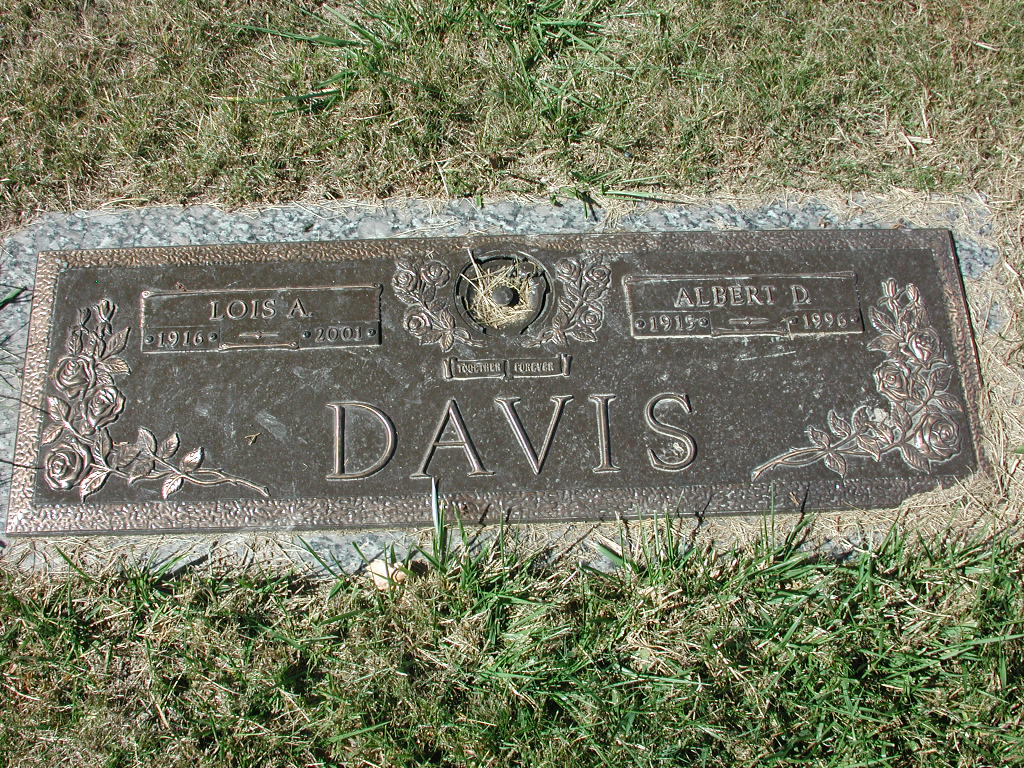 LOIS A.
1916 2001
ALBERT D.
1915 1996
TOGETHER FOREVER
DAVIS